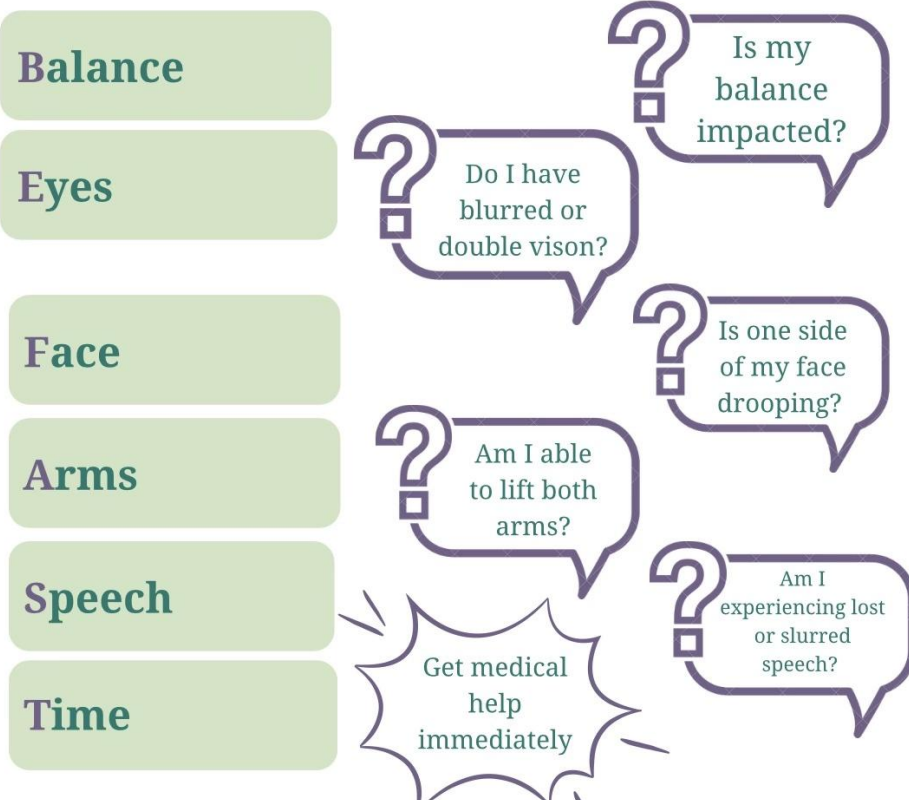 Balance
Is my
balance
impacted?
Eyes
Do I have
blurred or
double vison?
Face
Is one side
of my face
drooping?
Arms
Am I able
to lift both
arms?
Speech
Am I
experiencing lost
or slurred
speech?
Time
Get medical
help
immediately